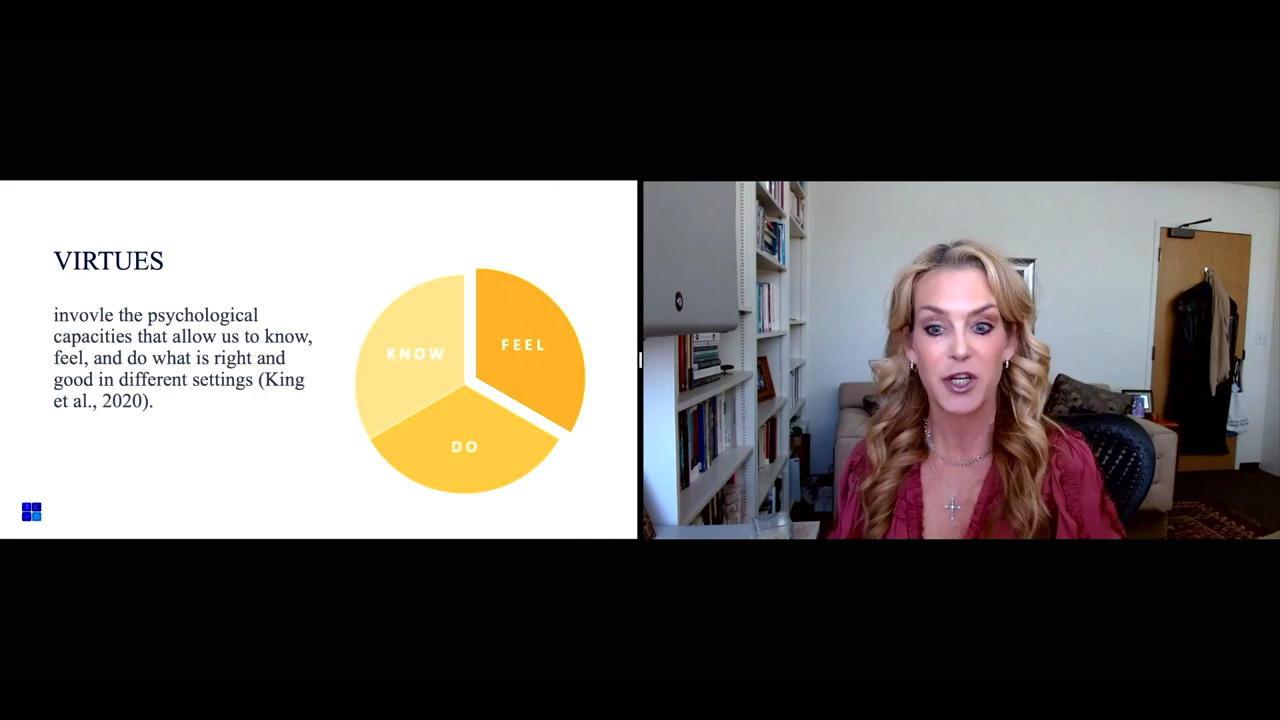 VIRTUES
invovle the psychological
capacities that allow us to know,
feel, and do what is right and
good in different settings (King
et al., 2020).
KNOW
FEEL
DO